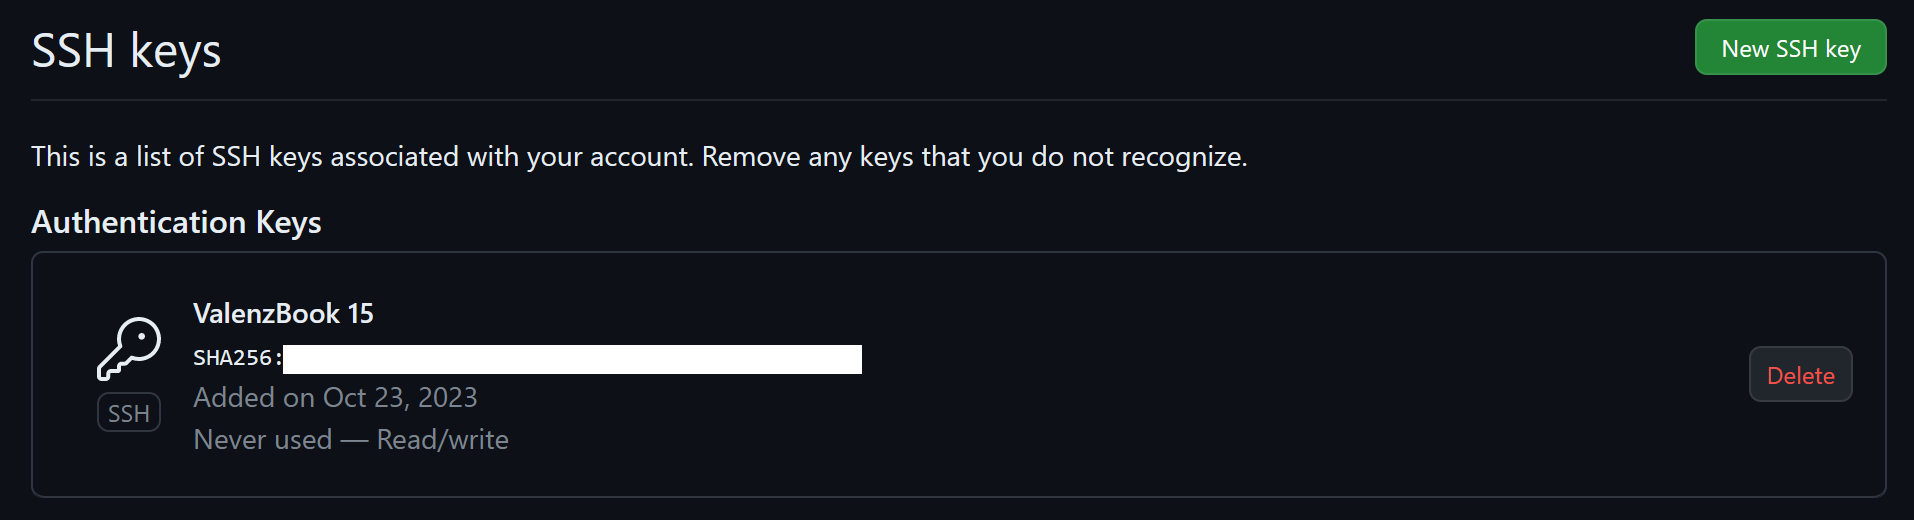 SSH keys
New SSH key
This is a list of SSH keys associated with your account. Remove any keys that you do not recognize.
Authentication Keys
ValenzBook 15
SHA256:
Added on Oct 23, 2023
Never used — Read/write
SSH
Delete